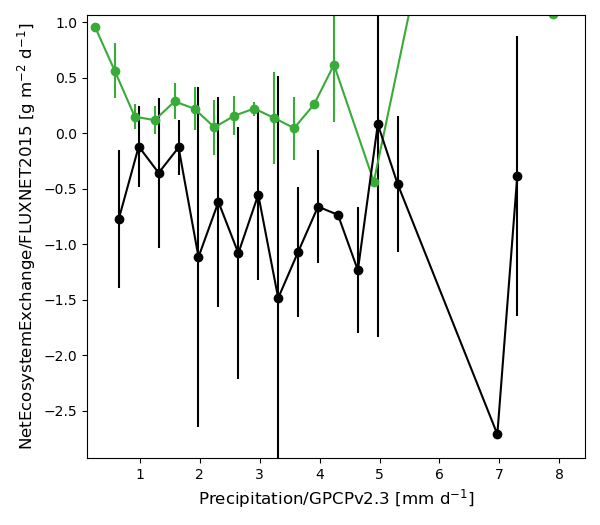 1.0
0.5
0.0
−0.5
−1.0
−1.5
−2.0
−2.5
NetEcosystemExchange/FLUXNET2015 [g m⁻² d⁻¹]
1 2 3 4 5 6 7 8
Precipitation/GPCPv2.3 [mm d⁻¹]